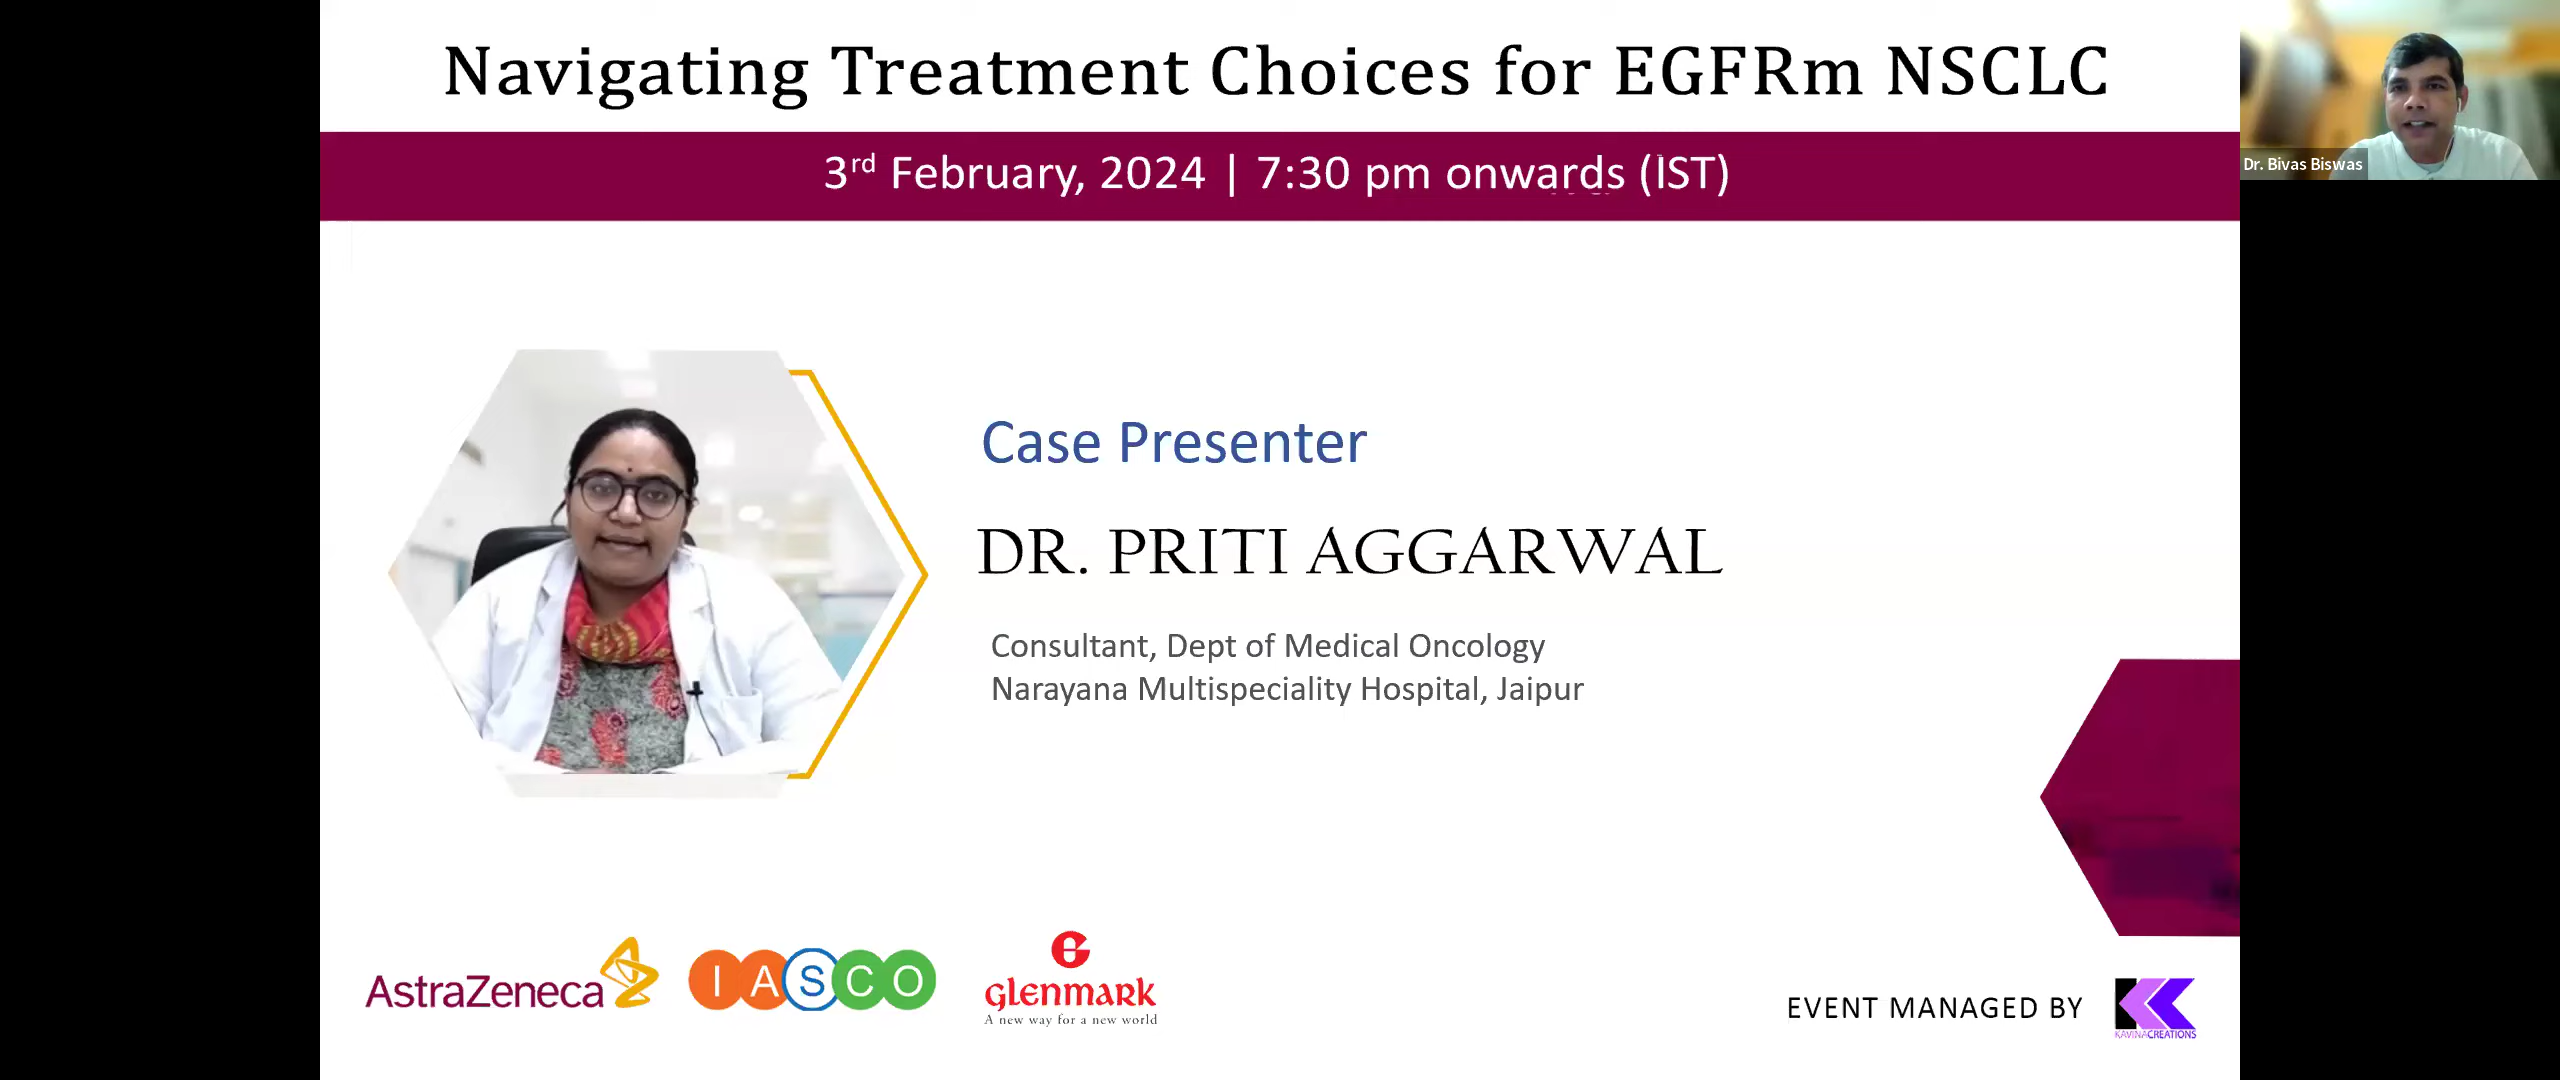 Navigating Treatment Choices for EGFRm NSCLC
3rd February, 2024 | 7:30 pm onwards (IST)
Dr. Bivas Biswas
Case Presenter
DR. PRITI AGGARWAL
Consultant, Dept of Medical Oncology
Narayana Multispeciality Hospital, Jaipur
AstraZeneca
IASCO
glenmark
A new way for a new world
EVENT MANAGED BY
KAVINACREATIONS